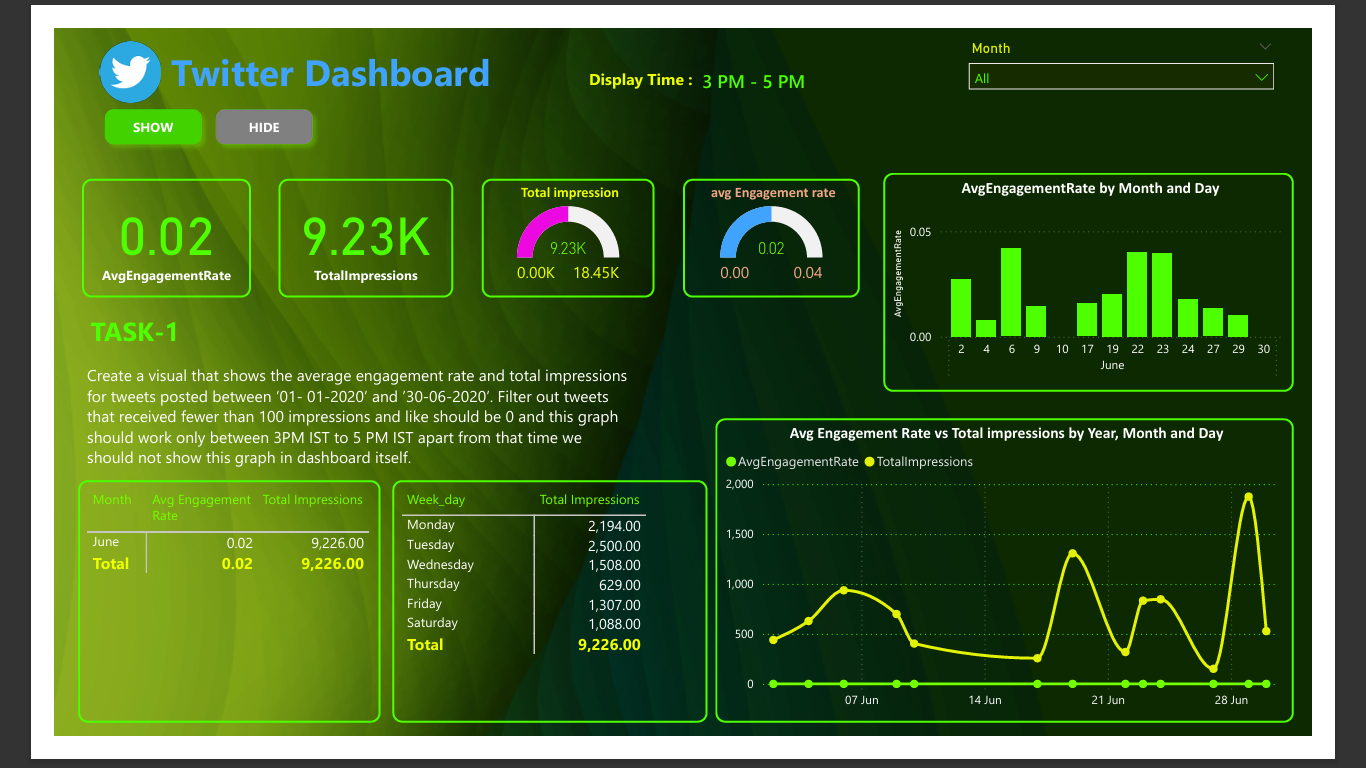 Twitter Dashboard
Display Time : 3 PM - 5 PM
Month
All
SHOW
HIDE
0.02
AvgEngagementRate
9.23K
TotalImpressions
Total impression
9.23K
0.00K 18.45K
avg Engagement rate
0.02
0.00 0.04
AvgEngagementRate by Month and Day
AvgEngagementRate
0.05
0.00
2 4 6 9 10 17 19 22 23 24 27 29 30
June
TASK-1
Create a visual that shows the average engagement rate and total impressions
for tweets posted between '01- 01-2020' and '30-06-2020'. Filter out tweets
that received fewer than 100 impressions and like should be 0 and this graph
should work only between 3PM IST to 5 PM IST apart from that time we
should not show this graph in dashboard itself.
Month Avg Engagement Rate Total Impressions
June 0.02 9,226.00
Total 0.02 9,226.00
Week_day Total Impressions
Monday 2,194.00
Tuesday 2,500.00
Wednesday 1,508.00
Thursday 629.00
Friday 1,307.00
Saturday 1,088.00
Total 9,226.00
Avg Engagement Rate vs Total impressions by Year, Month and Day
AvgEngagementRate TotalImpressions
2,000
1,500
1,000
500
0
07 Jun 14 Jun 21 Jun 28 Jun